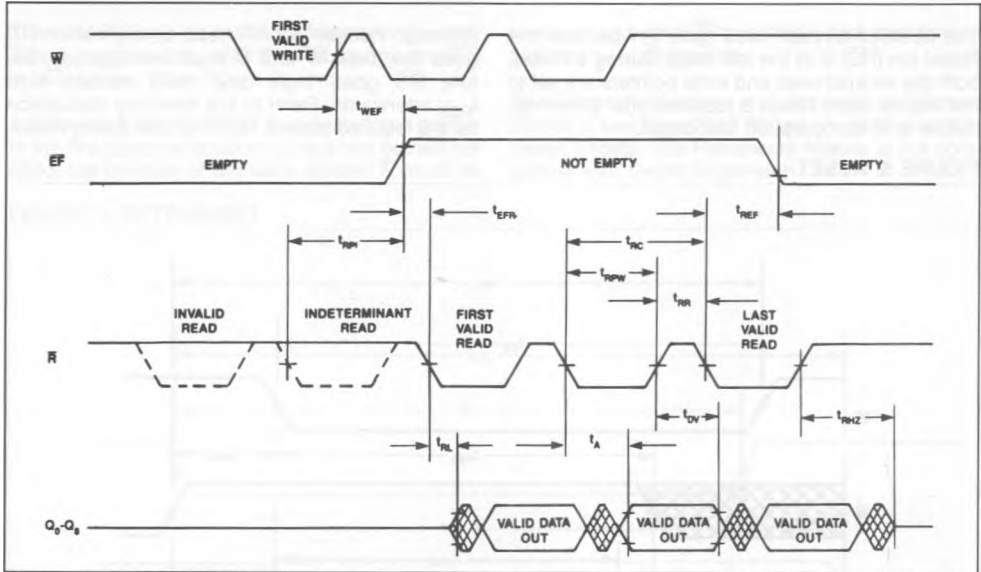 FIRST
VALID
WRITE
W
tWEF
EF
EMPTY
NOT EMPTY
EMPTY
tEFR
tREF
tRPI
tRC
tRPW
tRR
INVALID
READ
INDETERMINANT
READ
FIRST
VALID
READ
LAST
VALID
READ
R
tDV
tRHZ
tRL
tA
Q0-Q8
VALID DATA
OUT
VALID DATA
OUT
VALID DATA
OUT